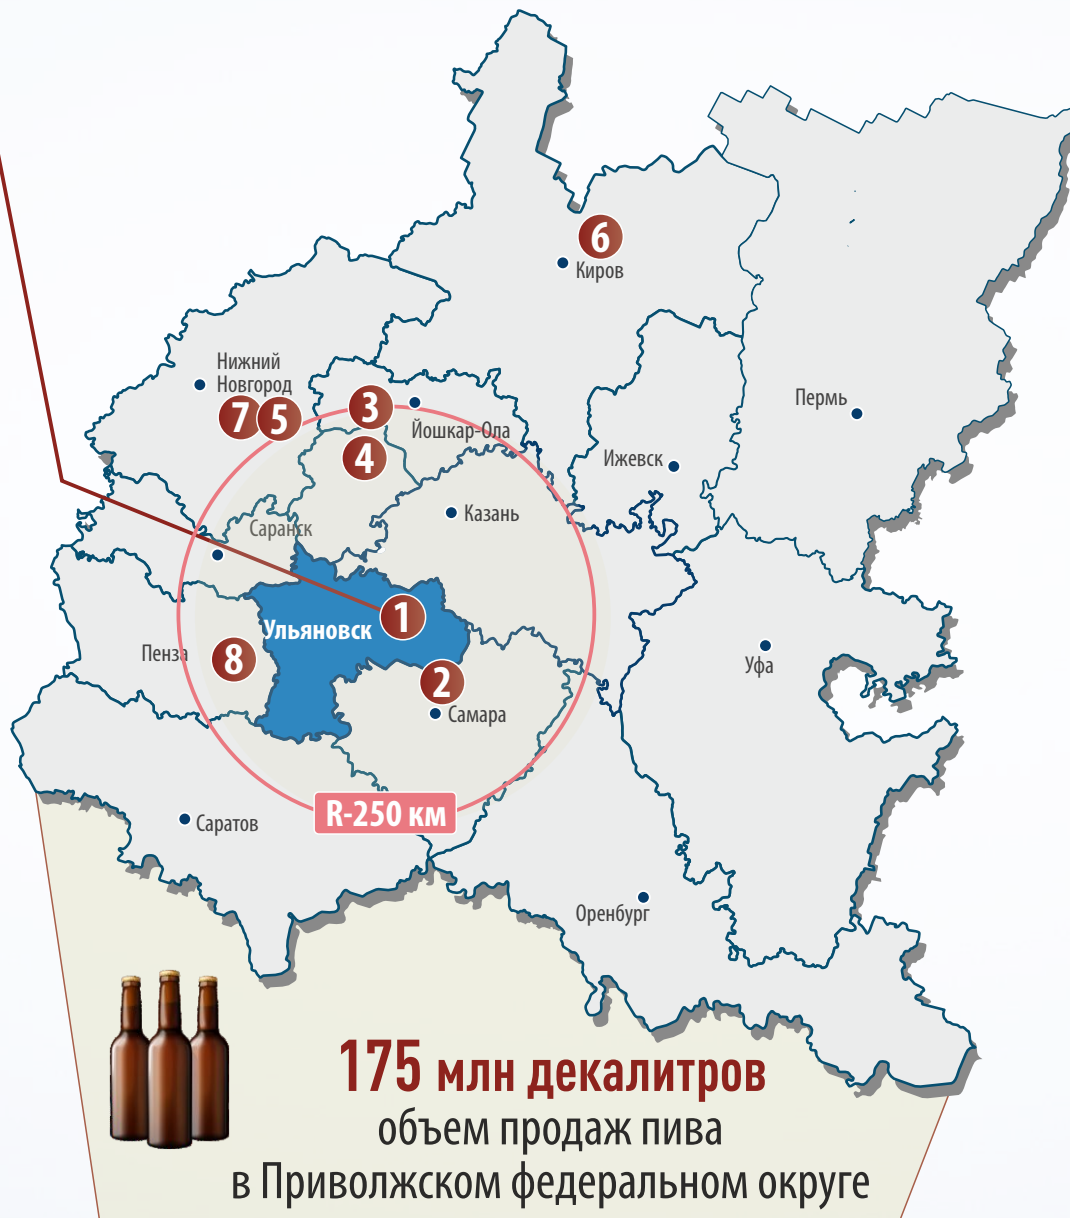 6
Киров
Нижний
Новгород
7
5
3
Йошкар-Ола
4
Пермь
Ижевск
Казань
Саранск
1
Ульяновск
Пенза
8
2
Самара
Уфа
R-250 км
Саратов
Оренбург
175 млн декалитров
объем продаж пива
в Приволжском федеральном округе